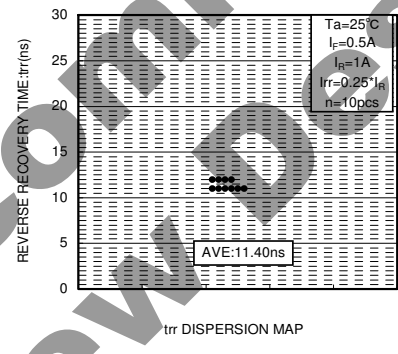 30
25
20
15
10
5
0
REVERSE RECOVERY TIME:trr(ns)
Ta=25°C
IF=0.5A
IR=1A
Irr=0.25*IR
n=10pcs
AVE:11.40ns
trr DISPERSION MAP